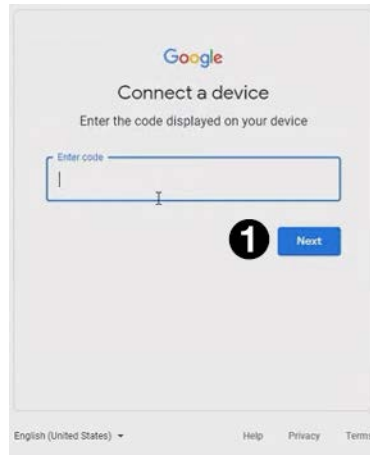 Google
Connect a device
Enter the code displayed on your device
Enter code
1 Next
English (United States) Help Privacy Terms